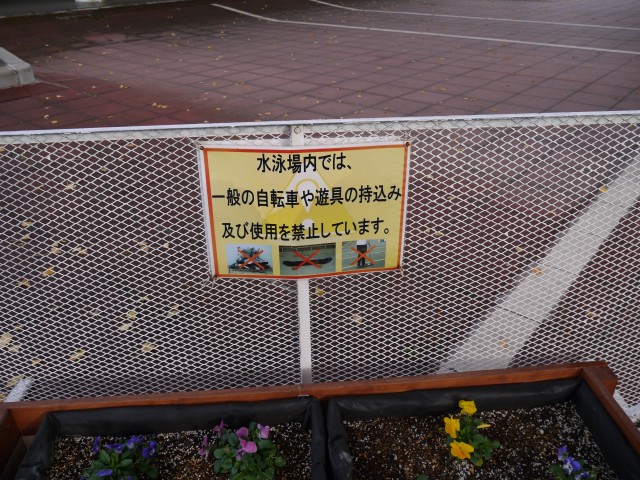 水泳場内では、
一般の自転車や遊具の持込み
及び使用を禁止しています。